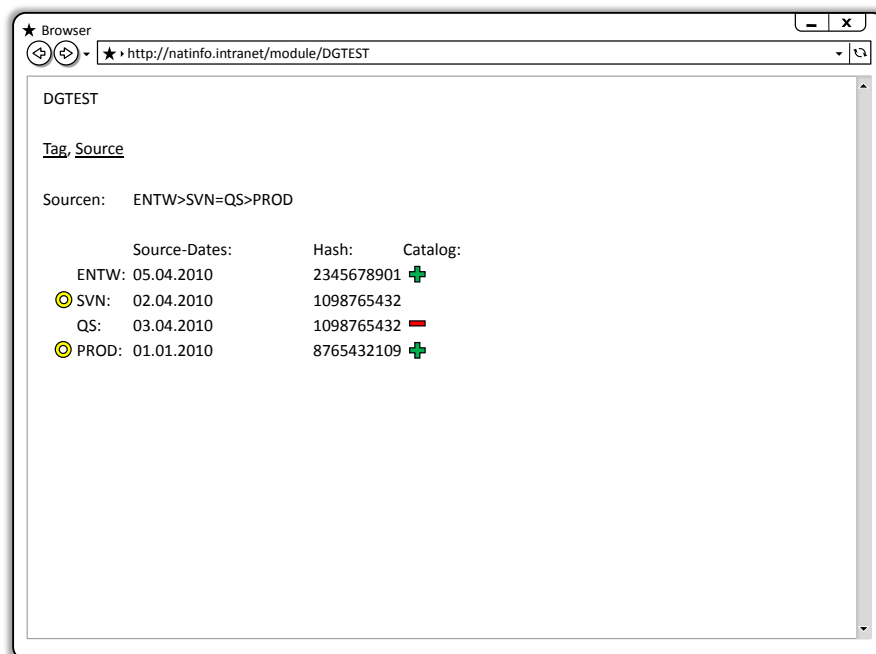 Browser
http://natinfo.intranet/module/DGTEST
DGTEST
Tag, Source
Sourcen: ENTW>SVN=QS>PROD
Source-Dates: Hash: Catalog:
ENTW: 05.04.2010 2345678901
SVN: 02.04.2010 1098765432
QS: 03.04.2010 1098765432
PROD: 01.01.2010 8765432109